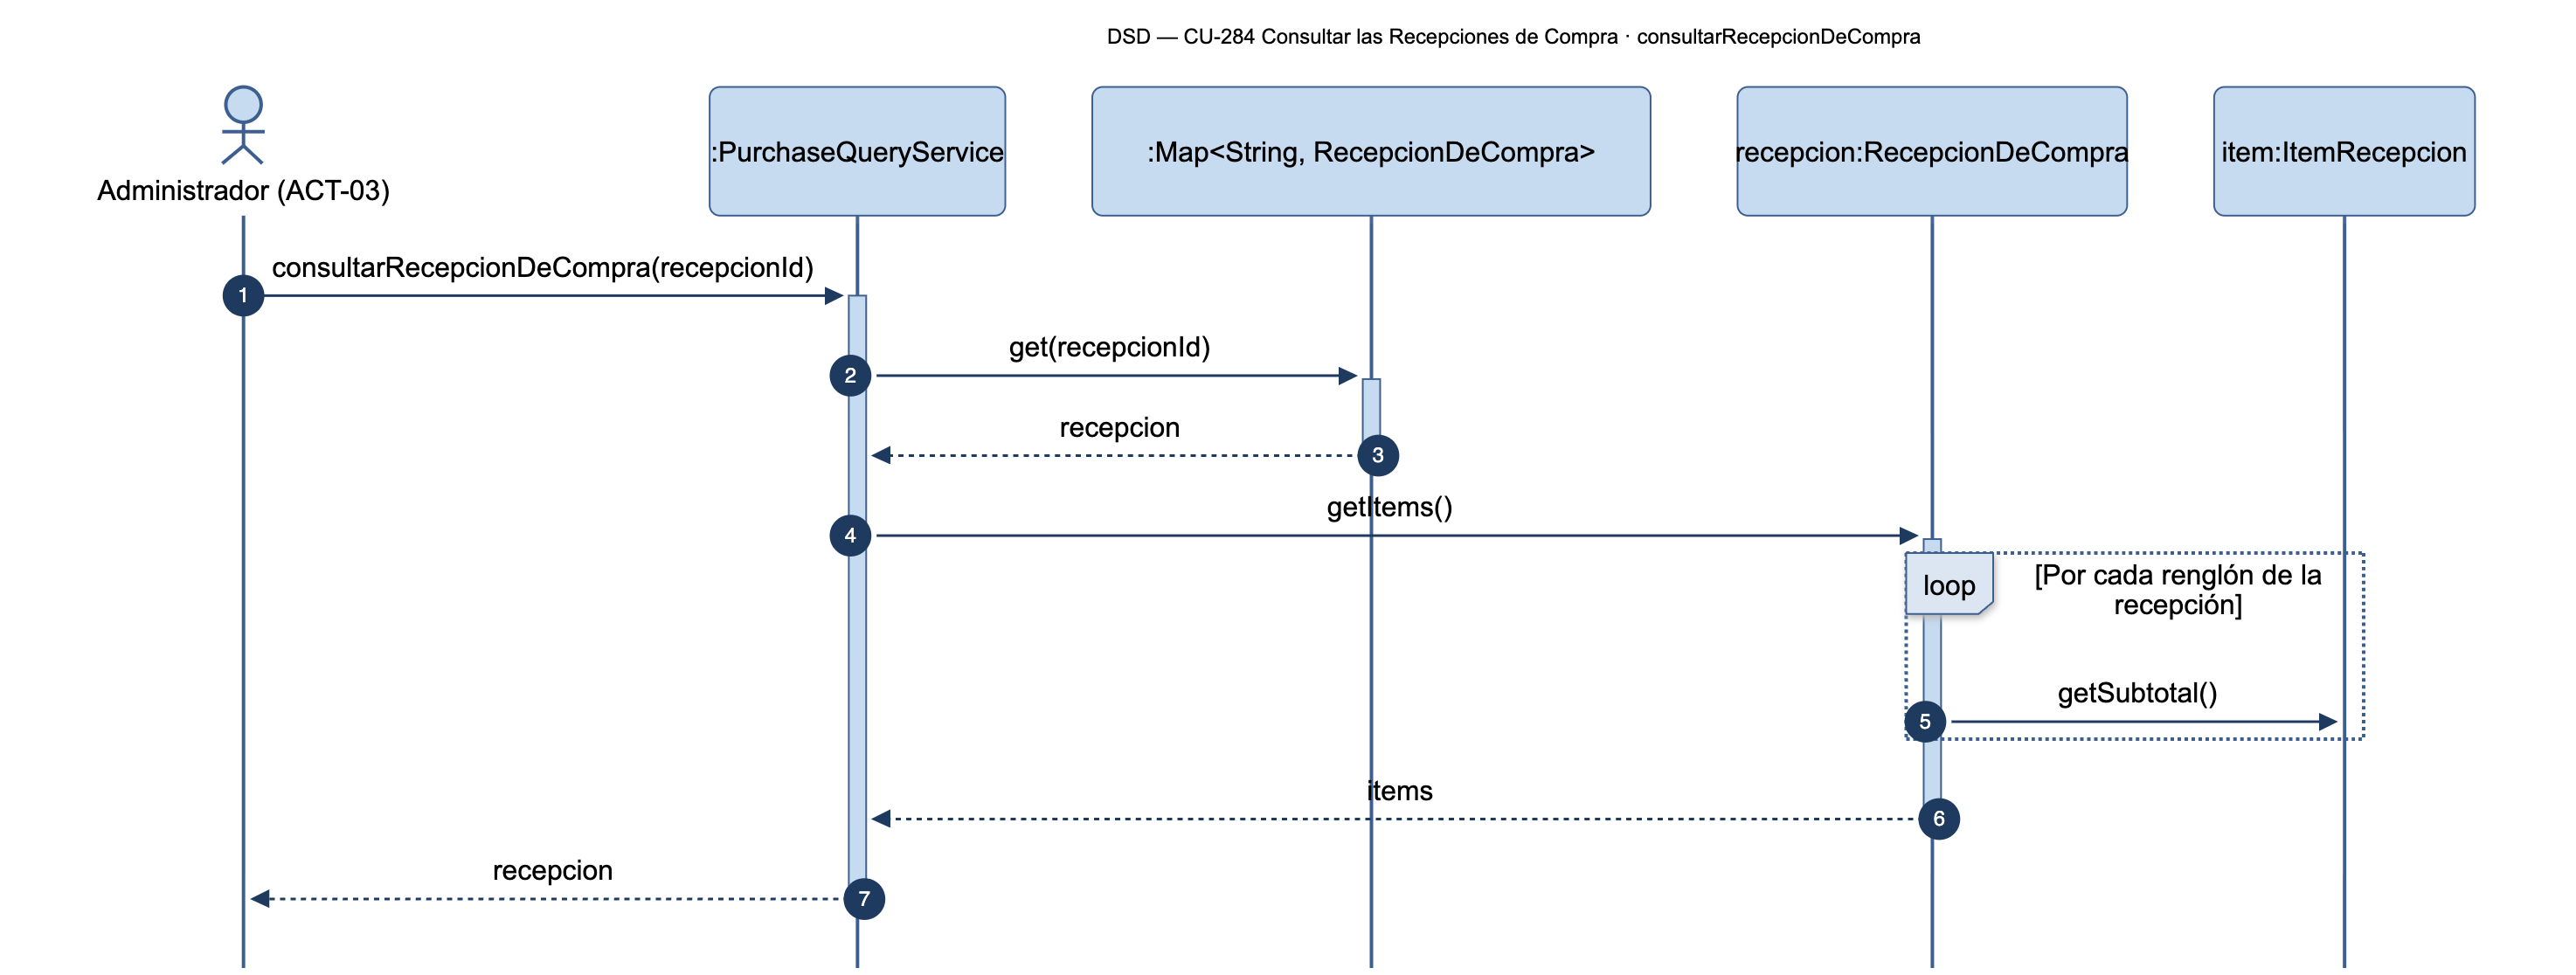 DSD — CU-284 Consultar las Recepciones de Compra · consultarRecepcionDeCompra
Administrador (ACT-03)
:PurchaseQueryService
:Map<String, RecepcionDeCompra>
recepcion:RecepcionDeCompra
item:ItemRecepcion
consultarRecepcionDeCompra(recepcionId)
1
get(recepcionId)
2
recepcion
3
getItems()
4
loop
[Por cada renglón de la
recepción]
getSubtotal()
5
items
6
recepcion
7